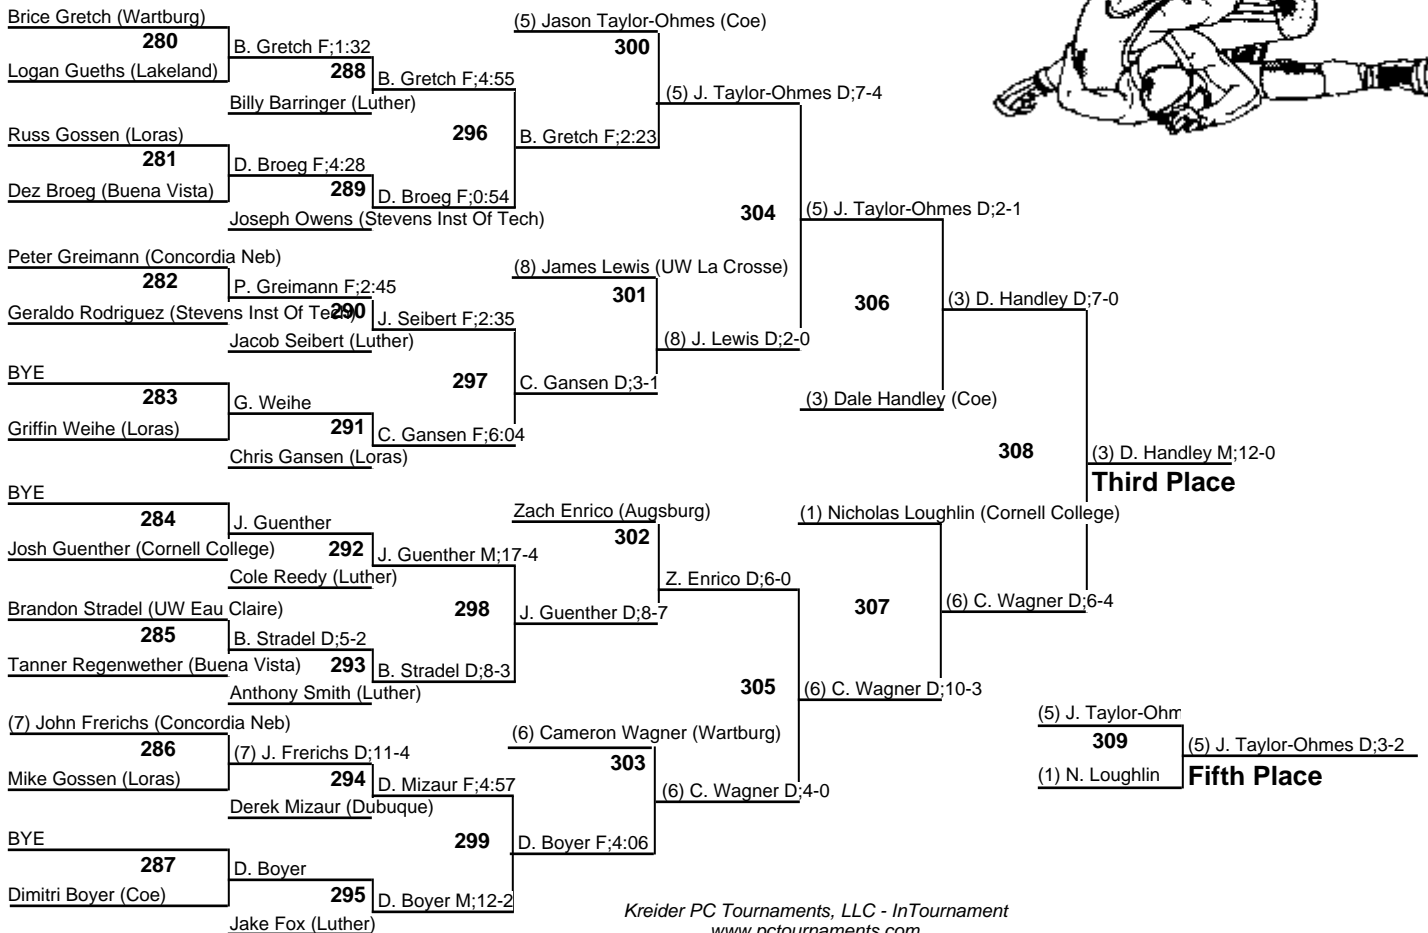 Brice Gretch (Wartburg)
280
Logan Gueths (Lakeland)
B. Gretch F;1:32
288
Billy Barringer (Luther)
B. Gretch F;4:55
Russ Gossen (Loras)
281
Dez Broeg (Buena Vista)
D. Broeg F;4:28
289
Joseph Owens (Stevens Inst Of Tech)
D. Broeg F;0:54
296
B. Gretch F;2:23
(5) Jason Taylor-Ohmes (Coe)
300
(5) J. Taylor-Ohmes D;7-4
Peter Greimann (Concordia Neb)
282
Geraldo Rodriguez (Stevens Inst Of Tech)
P. Greimann F;2:45
290
Jacob Seibert (Luther)
J. Seibert F;2:35
BYE
283
Griffin Weihe (Loras)
G. Weihe
291
Chris Gansen (Loras)
C. Gansen F;6:04
297
C. Gansen D;3-1
(8) James Lewis (UW La Crosse)
301
(8) J. Lewis D;2-0
304
(5) J. Taylor-Ohmes D;2-1
306
(3) Dale Handley (Coe)
(3) D. Handley D;7-0
BYE
284
Josh Guenther (Cornell College)
J. Guenther
292
Cole Reedy (Luther)
J. Guenther M;17-4
Brandon Stradel (UW Eau Claire)
285
Tanner Regenwether (Buena Vista)
B. Stradel D;5-2
293
Anthony Smith (Luther)
B. Stradel D;8-3
298
J. Guenther D;8-7
Zach Enrico (Augsburg)
302
Z. Enrico D;6-0
(7) John Frerichs (Concordia Neb)
286
Mike Gossen (Loras)
(7) J. Frerichs D;11-4
294
Derek Mizaur (Dubuque)
D. Mizaur F;4:57
BYE
287
Dimitri Boyer (Coe)
D. Boyer
295
Jake Fox (Luther)
D. Boyer M;12-2
299
D. Boyer F;4:06
(6) Cameron Wagner (Wartburg)
303
(6) C. Wagner D;4-0
305
(6) C. Wagner D;10-3
(1) Nicholas Loughlin (Cornell College)
307
(6) C. Wagner D;6-4
308
(3) D. Handley M;12-0
Third Place
(5) J. Taylor-Ohm
309
(1) N. Loughlin
(5) J. Taylor-Ohmes D;3-2
Fifth Place
Kreider PC Tournaments, LLC - InTournament
www.pctournaments.com